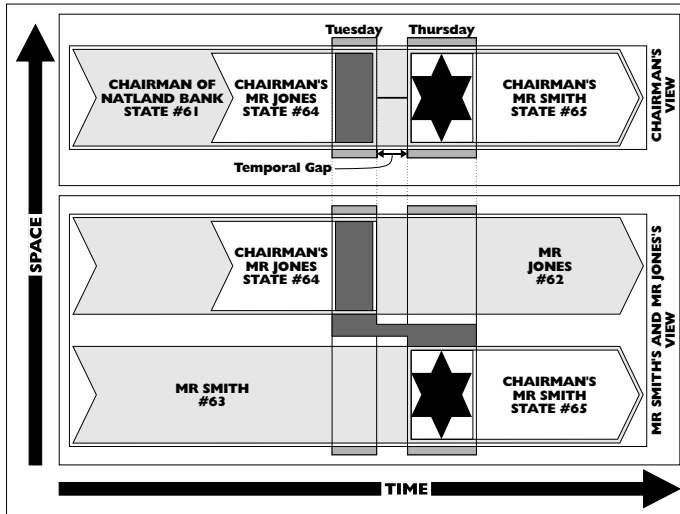 Tuesday
Thursday
CHAIRMAN OF
NATLAND BANK
STATE #61
CHAIRMAN'S
MR JONES
STATE #64
CHAIRMAN'S
MR SMITH
STATE #65
CHAIRMAN'S
VIEW
Temporal Gap
SPACE
CHAIRMAN'S
MR JONES
STATE #64
MR
JONES
#62
MR SMITH
#63
CHAIRMAN'S
MR SMITH
STATE #65
MR SMITH'S AND MR JONES'S
VIEW
TIME